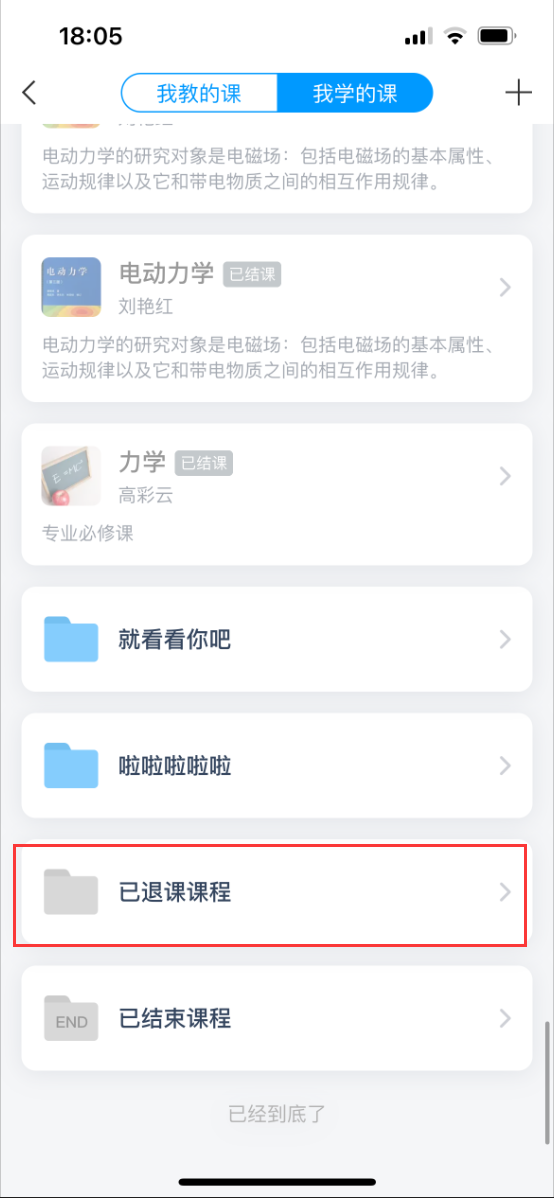 18:05
我教的课
我学的课
电动力学的研究对象是电磁场：包括电磁场的基本属性、
运动规律以及它和带电物质之间的相互作用规律。
电动力学
电动力学 已结课
刘艳红
电动力学的研究对象是电磁场：包括电磁场的基本属性、
运动规律以及它和带电物质之间的相互作用规律。
力学 已结课
高彩云
专业必修课
就看看你吧
啦啦啦啦啦
已退课课程
END 已结束课程
已经到底了